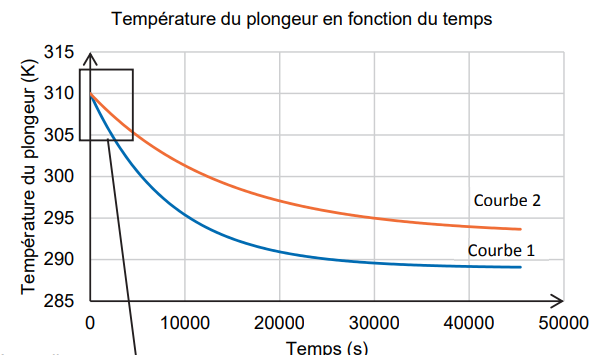 Température du plongeur en fonction du temps
Température du plongeur (K)
315
310
305
300
295
290
285
Courbe 2
Courbe 1
0 10000 20000 30000 40000 50000
Temps (s)